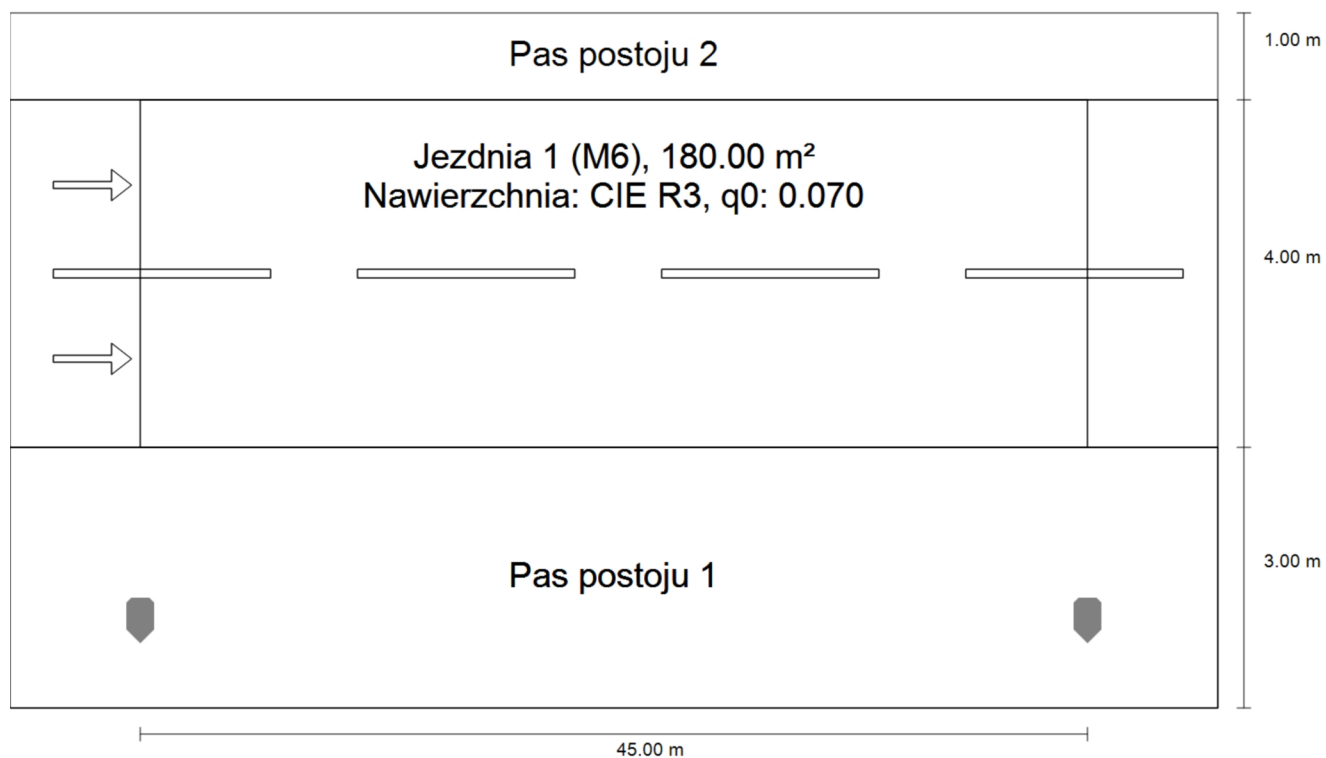 Pas postoju 2
1.00 m
Jezdnia 1 (M6), 180.00 m²
Nawierzchnia: CIE R3, q0: 0.070
4.00 m
Pas postoju 1
3.00 m
45.00 m